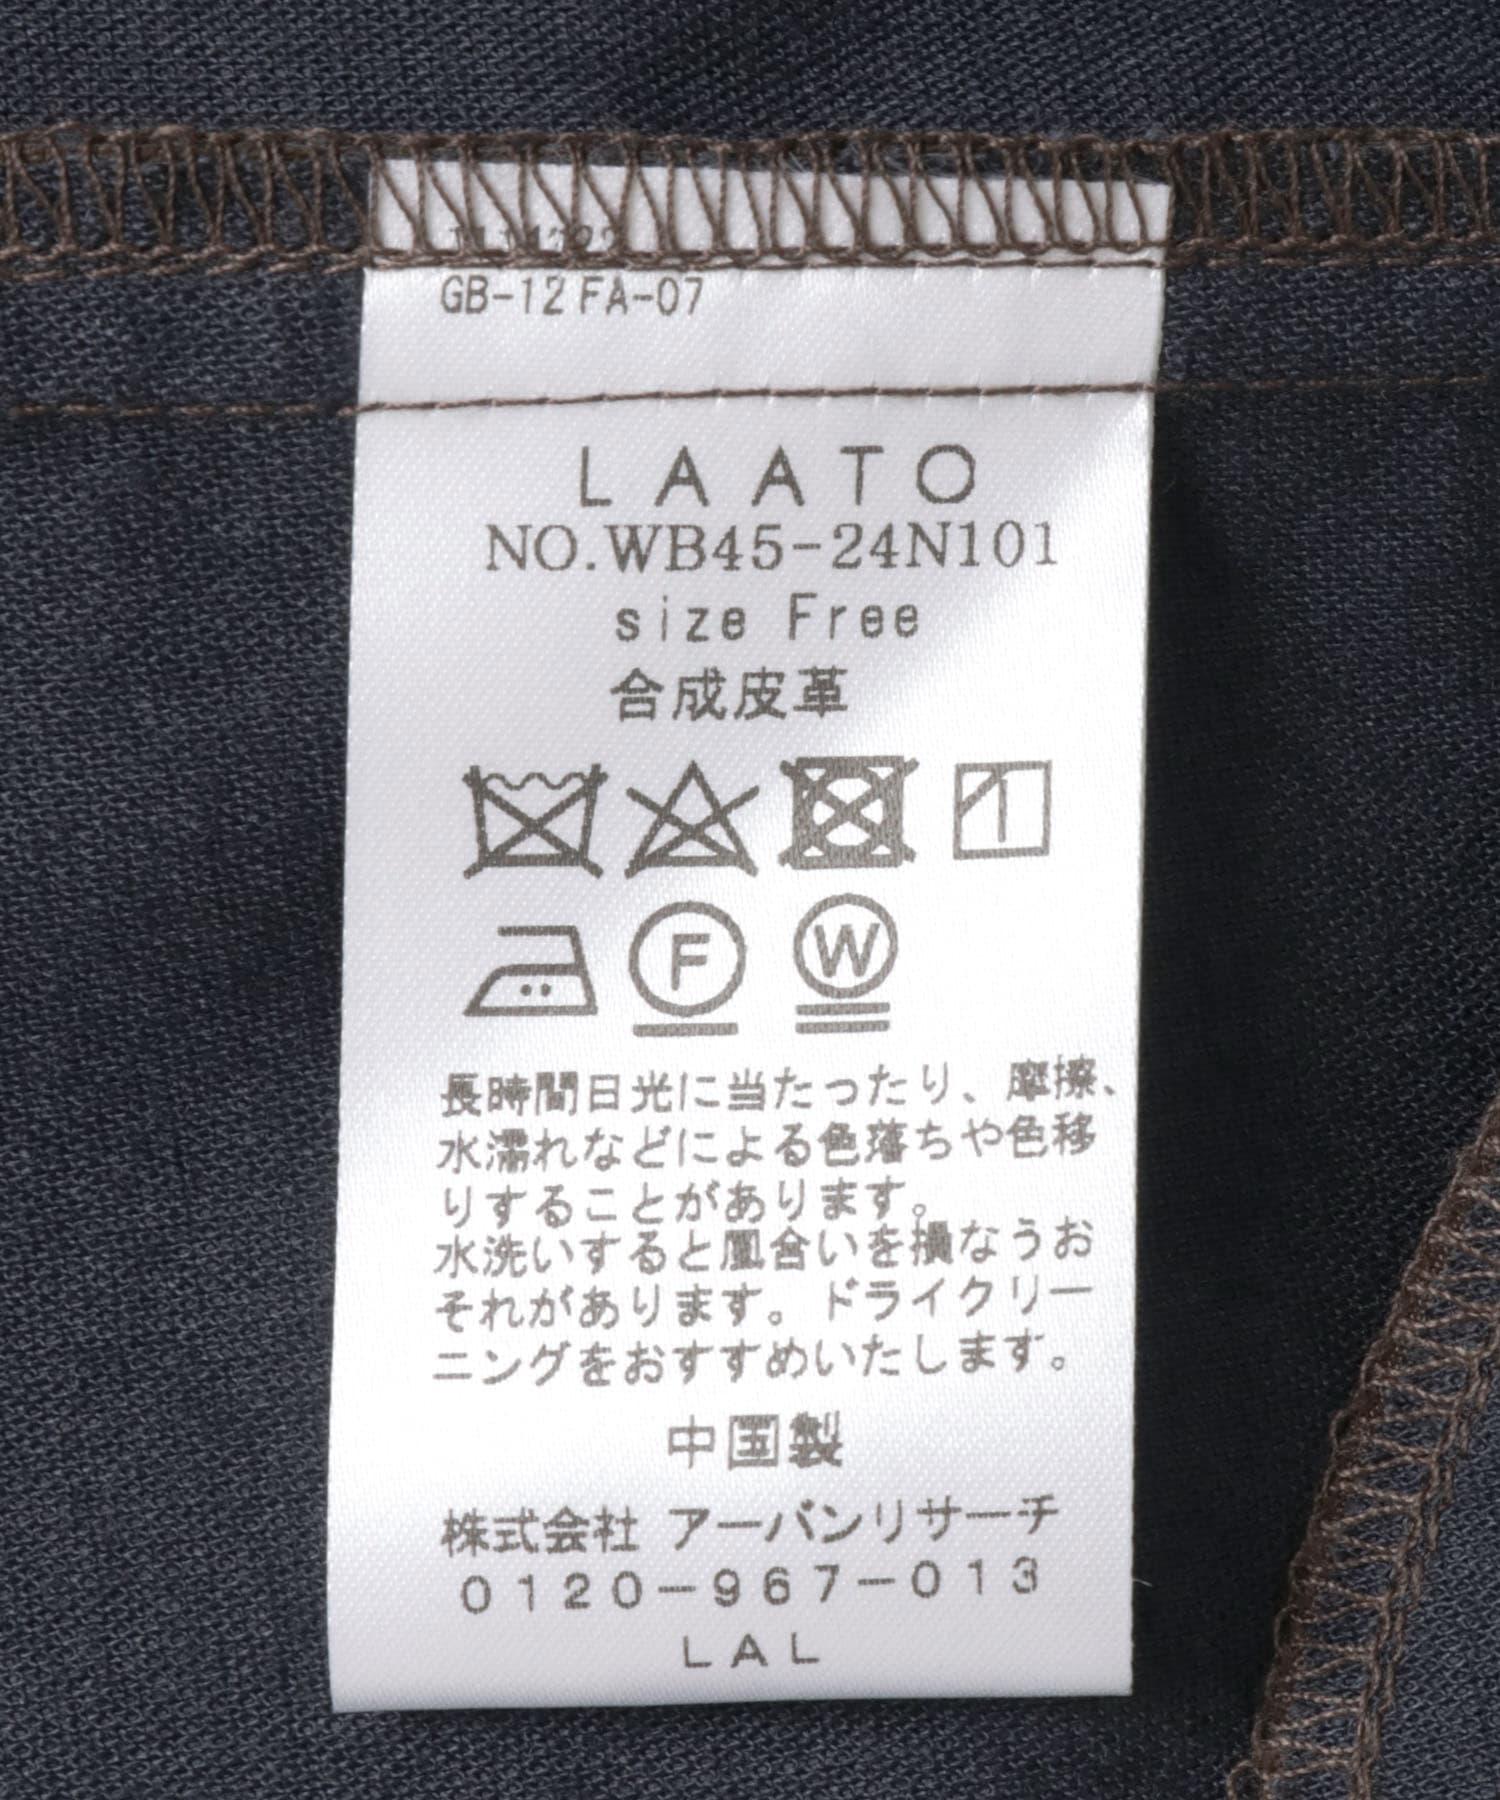 GB-12 FA-07
LAATO
NO.WB45-24N101
size Free
合成皮革
F
W
長時間日光に当たったり、摩擦、
水濡れなどによる色落ちや色移
りすることがあります。
水洗いすると風合いを損なうお
それがあります。ドライクリー
ニングをおすすめいたします。
中国製
株式会社 アーバンリサーチ
0120-967-013
LAL